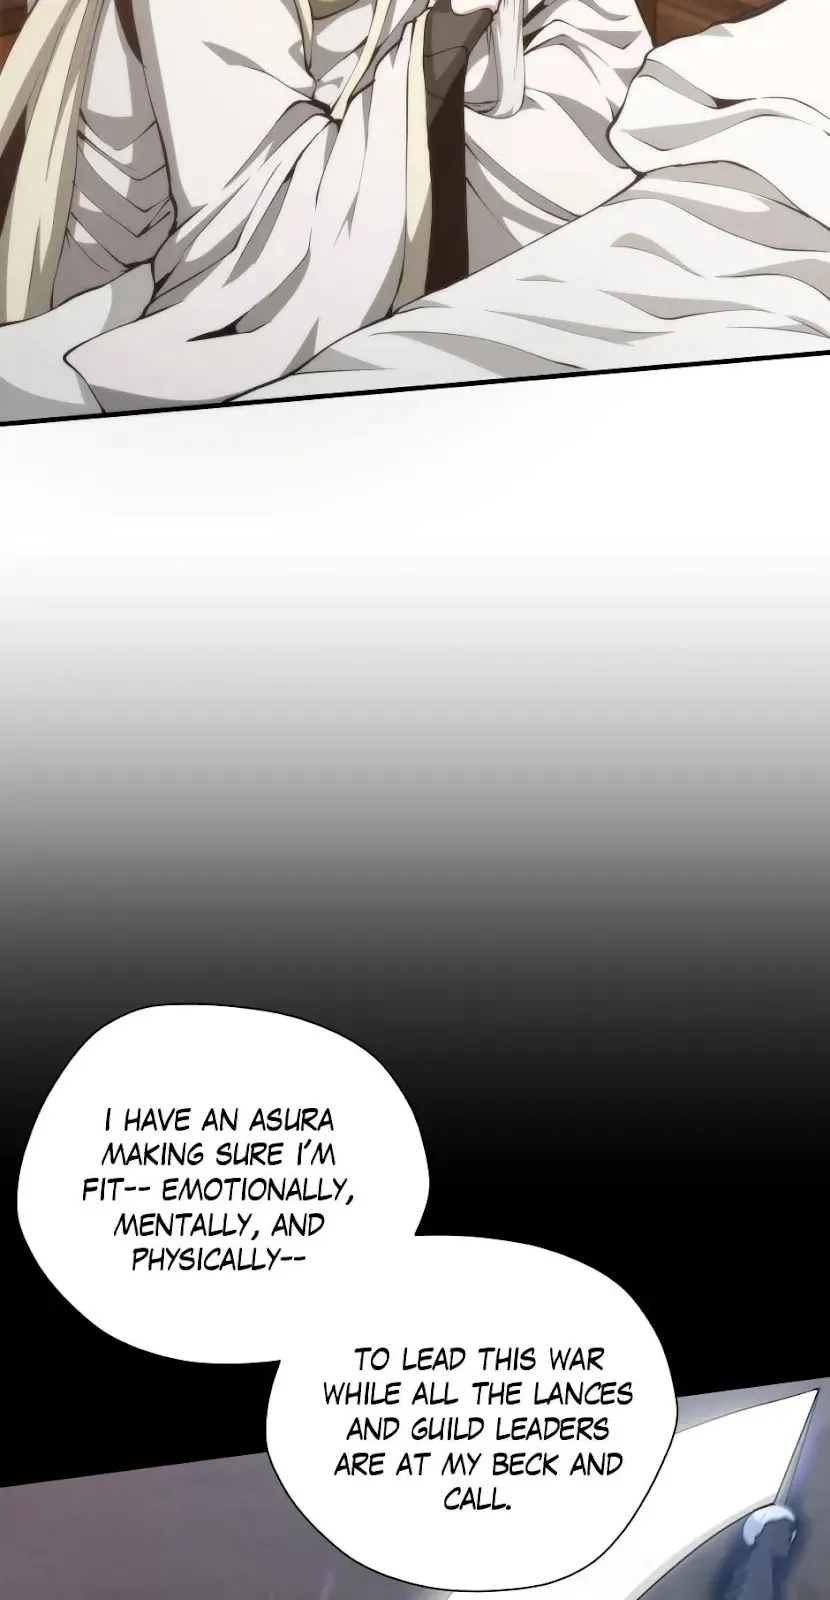 I HAVE AN ASURA
MAKING SURE I'M
FIT-- EMOTIONALLY,
MENTALLY, AND
PHYSICALLY--
TO LEAD THIS WAR
WHILE ALL THE LANCES
AND GUILD LEADERS
ARE AT MY BECK AND
CALL.